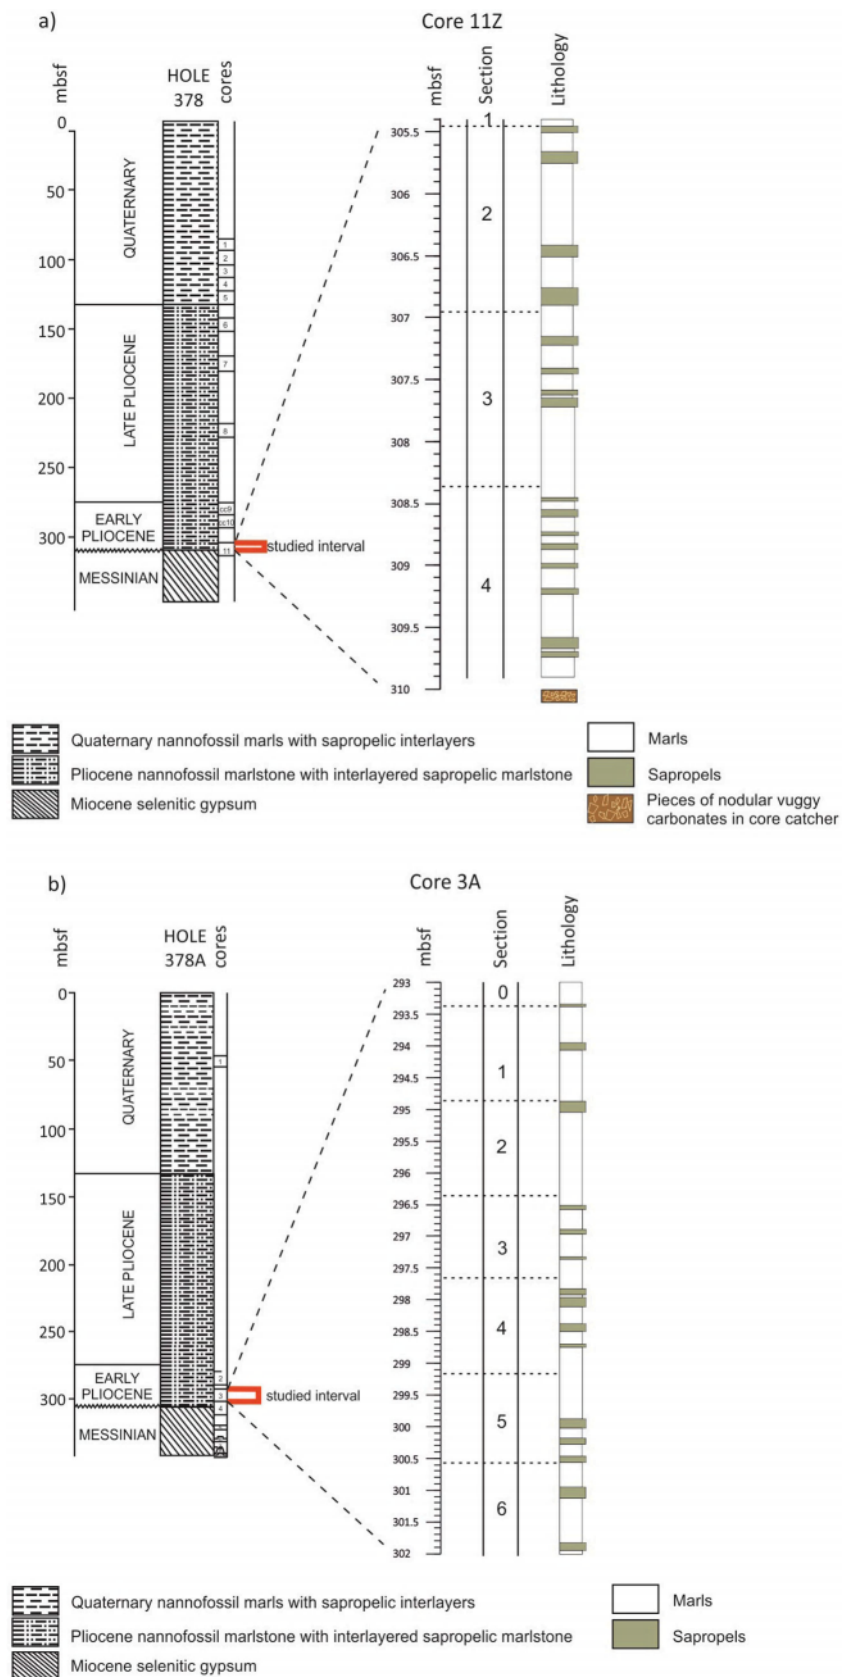 a)
Core 11Z
mbsf
HOLE
378
cores
mbsf
Section
Lithology
0
50
100
150
200
250
300
QUATERNARY
LATE PLIOCENE
EARLY
PLIOCENE
MESSINIAN
1
2
3
4
5
6
7
8
cc9
cc10
11
studied interval
305.5
306
306.5
307
307.5
308
308.5
309
309.5
310
1
2
3
4
Quaternary nannofossil marls with sapropelic interlayers
Pliocene nannofossil marlstone with interlayered sapropelic marlstone
Miocene selenitic gypsum
Marls
Sapropels
Pieces of nodular vuggy
carbonates in core catcher
b)
Core 3A
mbsf
HOLE
378A
cores
mbsf
Section
Lithology
0
50
100
150
200
250
300
QUATERNARY
LATE PLIOCENE
EARLY
PLIOCENE
MESSINIAN
1
2
3
4
studied interval
293
293.5
294
294.5
295
295.5
296
296.5
297
297.5
298
298.5
299
299.5
300
300.5
301
301.5
302
0
1
2
3
4
5
6
Quaternary nannofossil marls with sapropelic interlayers
Pliocene nannofossil marlstone with interlayered sapropelic marlstone
Miocene selenitic gypsum
Marls
Sapropels